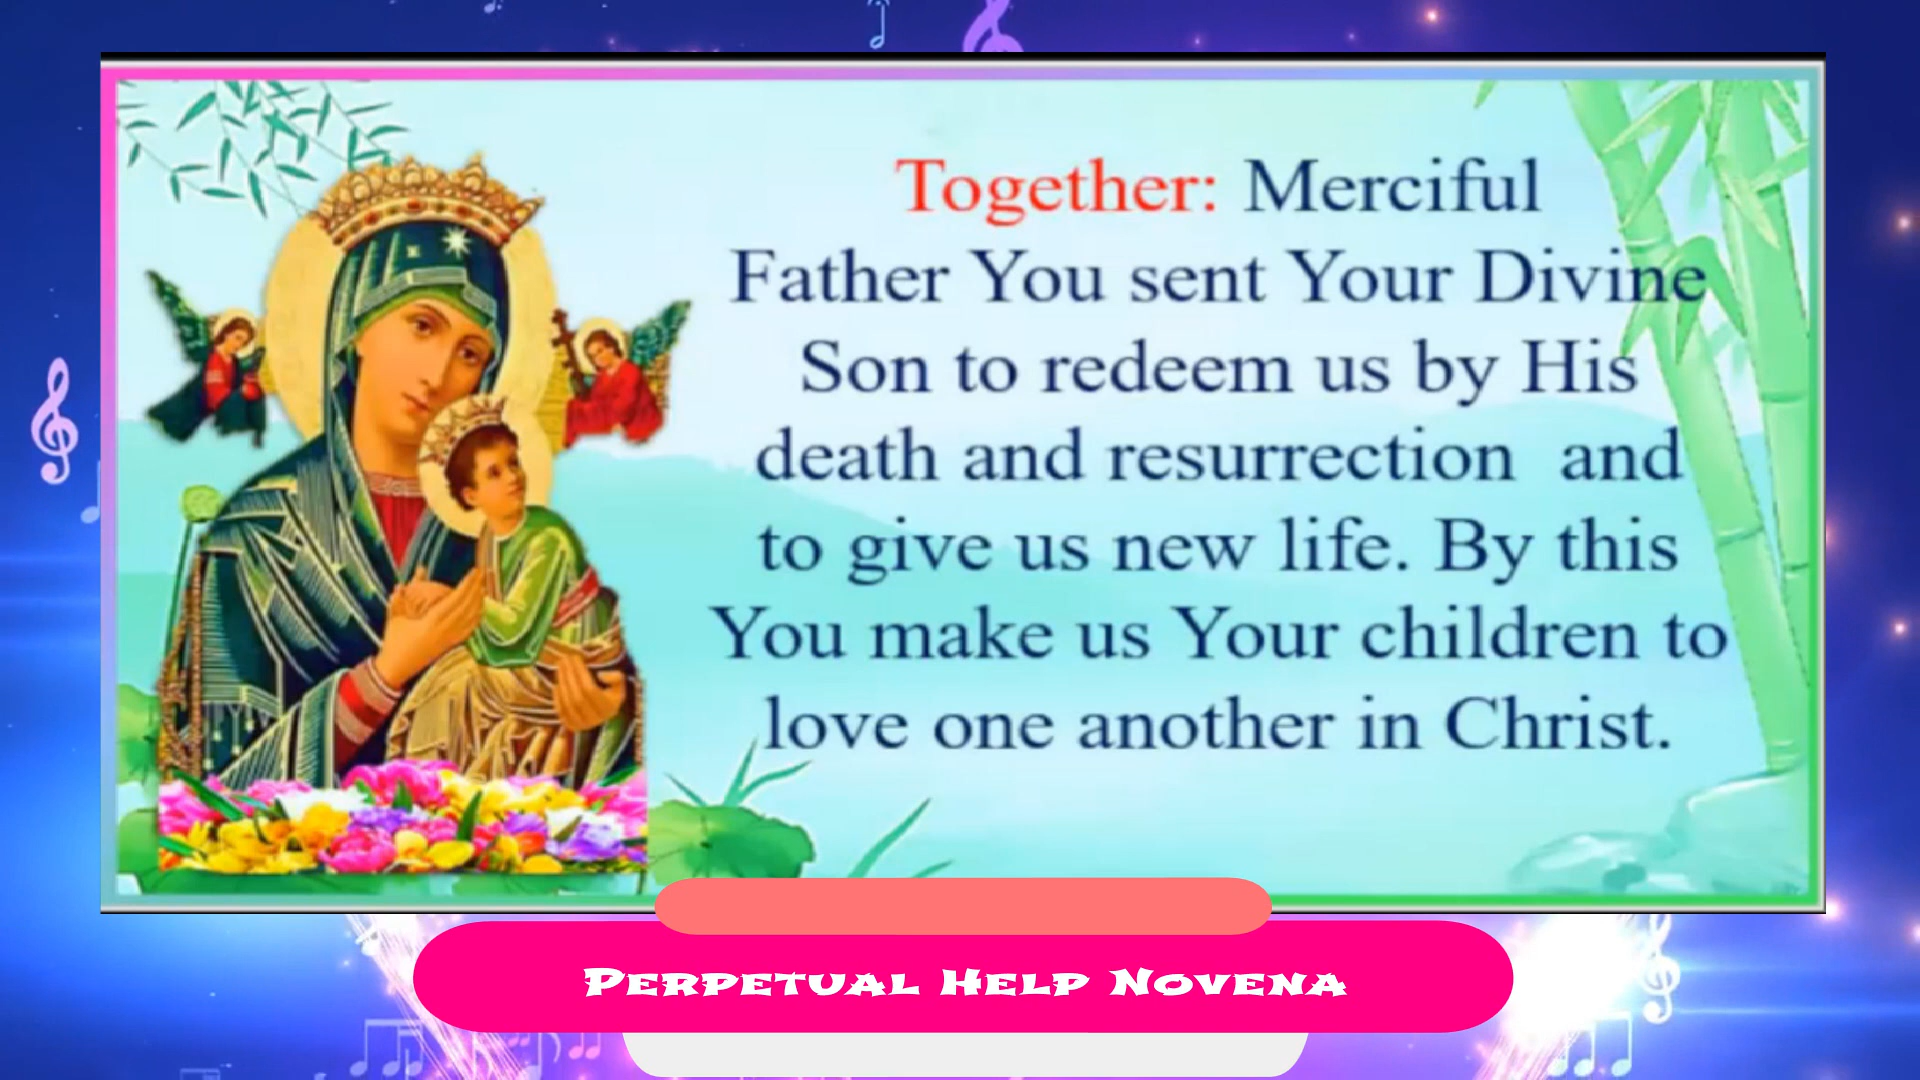 Together: Merciful
Father You sent Your Divine
Son to redeem us by His
death and resurrection and
to give us new life. By this
You make us Your children to
love one another in Christ.
Perpetual Help Novena